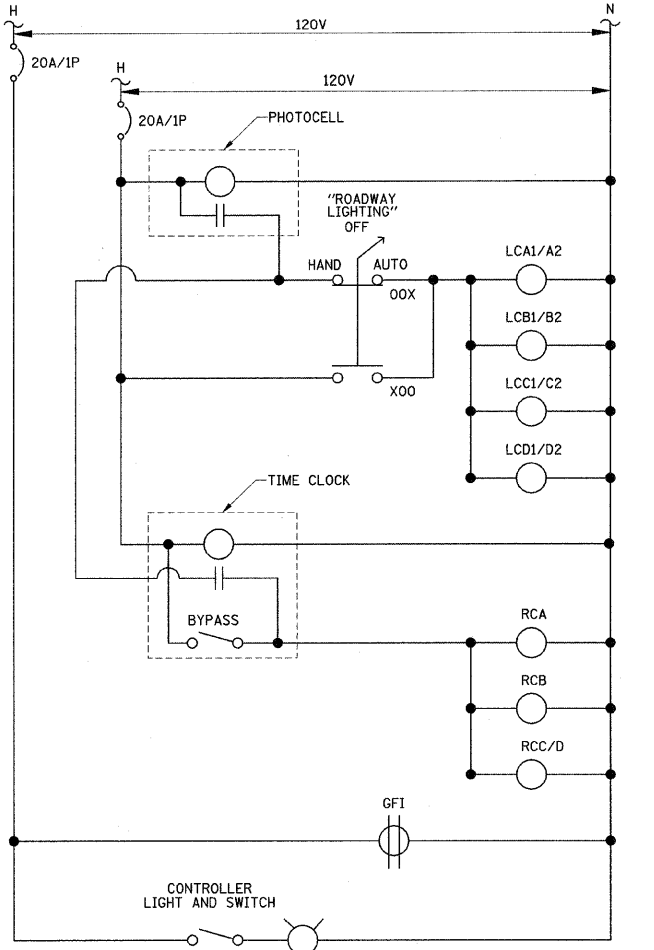 H
N
120V
20A/1P
H
120V
20A/1P
PHOTOCELL
"ROADWAY
LIGHTING"
OFF
HAND
AUTO
OOX
LCA1/A2
LCB1/B2
LCC1/C2
XOO
LCD1/D2
TIME CLOCK
BYPASS
RCA
RCB
RCC/D
GFI
CONTROLLER
LIGHT AND SWITCH